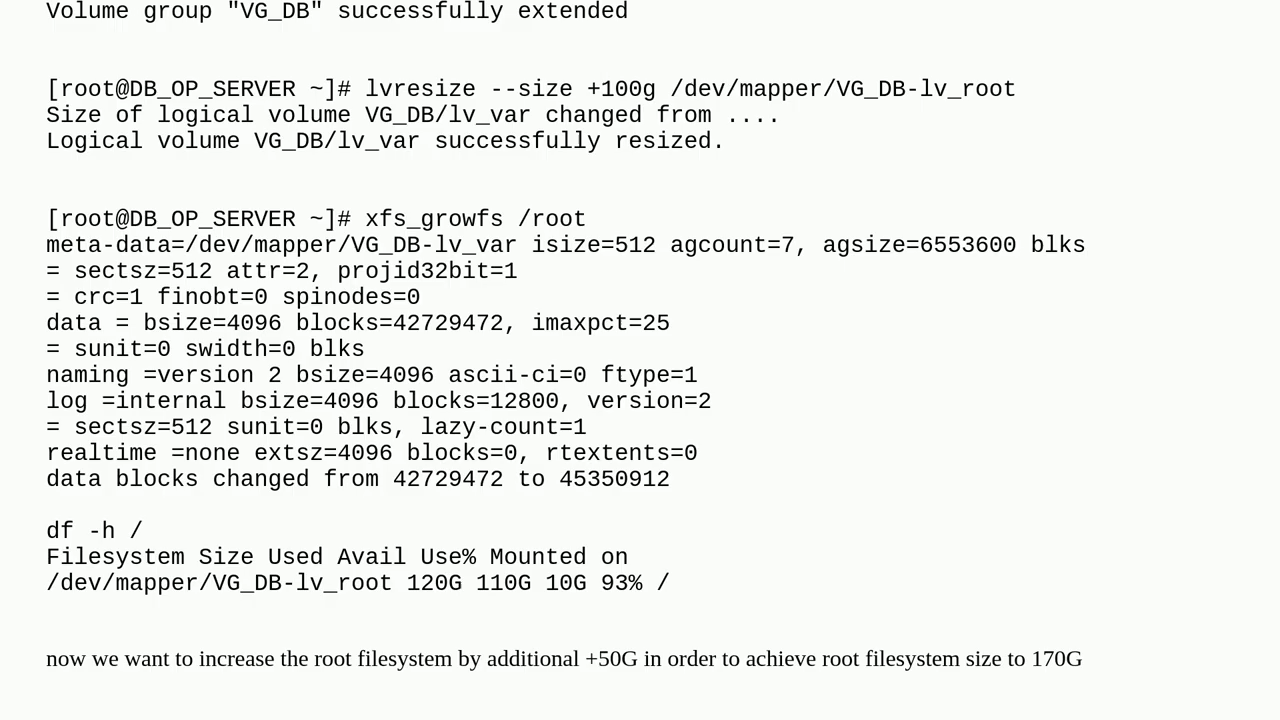 Volume group "VG_DB" successfully extended
[root@DB_OP_SERVER ~]# lvresize --size +100g /dev/mapper/VG_DB-lv_root
Size of logical volume VG_DB/lv_var changed from ....
Logical volume VG_DB/lv_var successfully resized.
[root@DB_OP_SERVER ~]# xfs_growfs /root
meta-data=/dev/mapper/VG_DB-lv_var isize=512 agcount=7, agsize=6553600 blks
= sectsz=512 attr=2, projid32bit=1
= crc=1 finobt=0 spinodes=0
data = bsize=4096 blocks=42729472, imaxpct=25
= sunit=0 swidth=0 blks
naming =version 2 bsize=4096 ascii-ci=0 ftype=1
log =internal bsize=4096 blocks=12800, version=2
= sectsz=512 sunit=0 blks, lazy-count=1
realtime =none extsz=4096 blocks=0, rtextents=0
data blocks changed from 42729472 to 45350912
df -h /
Filesystem Size Used Avail Use% Mounted on
/dev/mapper/VG_DB-lv_root 120G 110G 10G 93% /
now we want to increase the root filesystem by additional +50G in order to achieve root filesystem size to 170G